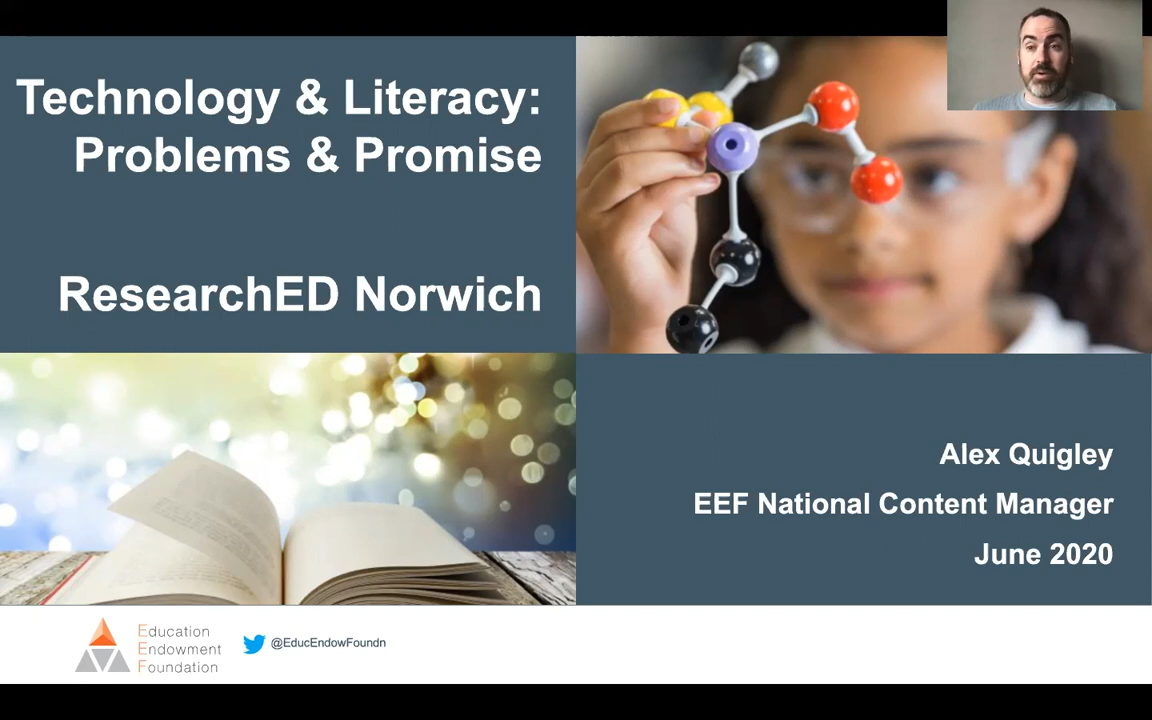 Technology & Literacy:
Problems & Promise
ResearchED Norwich
Alex Quigley
EEF National Content Manager
June 2020
Education
Endowment
Foundation
@EducEndowFoundn